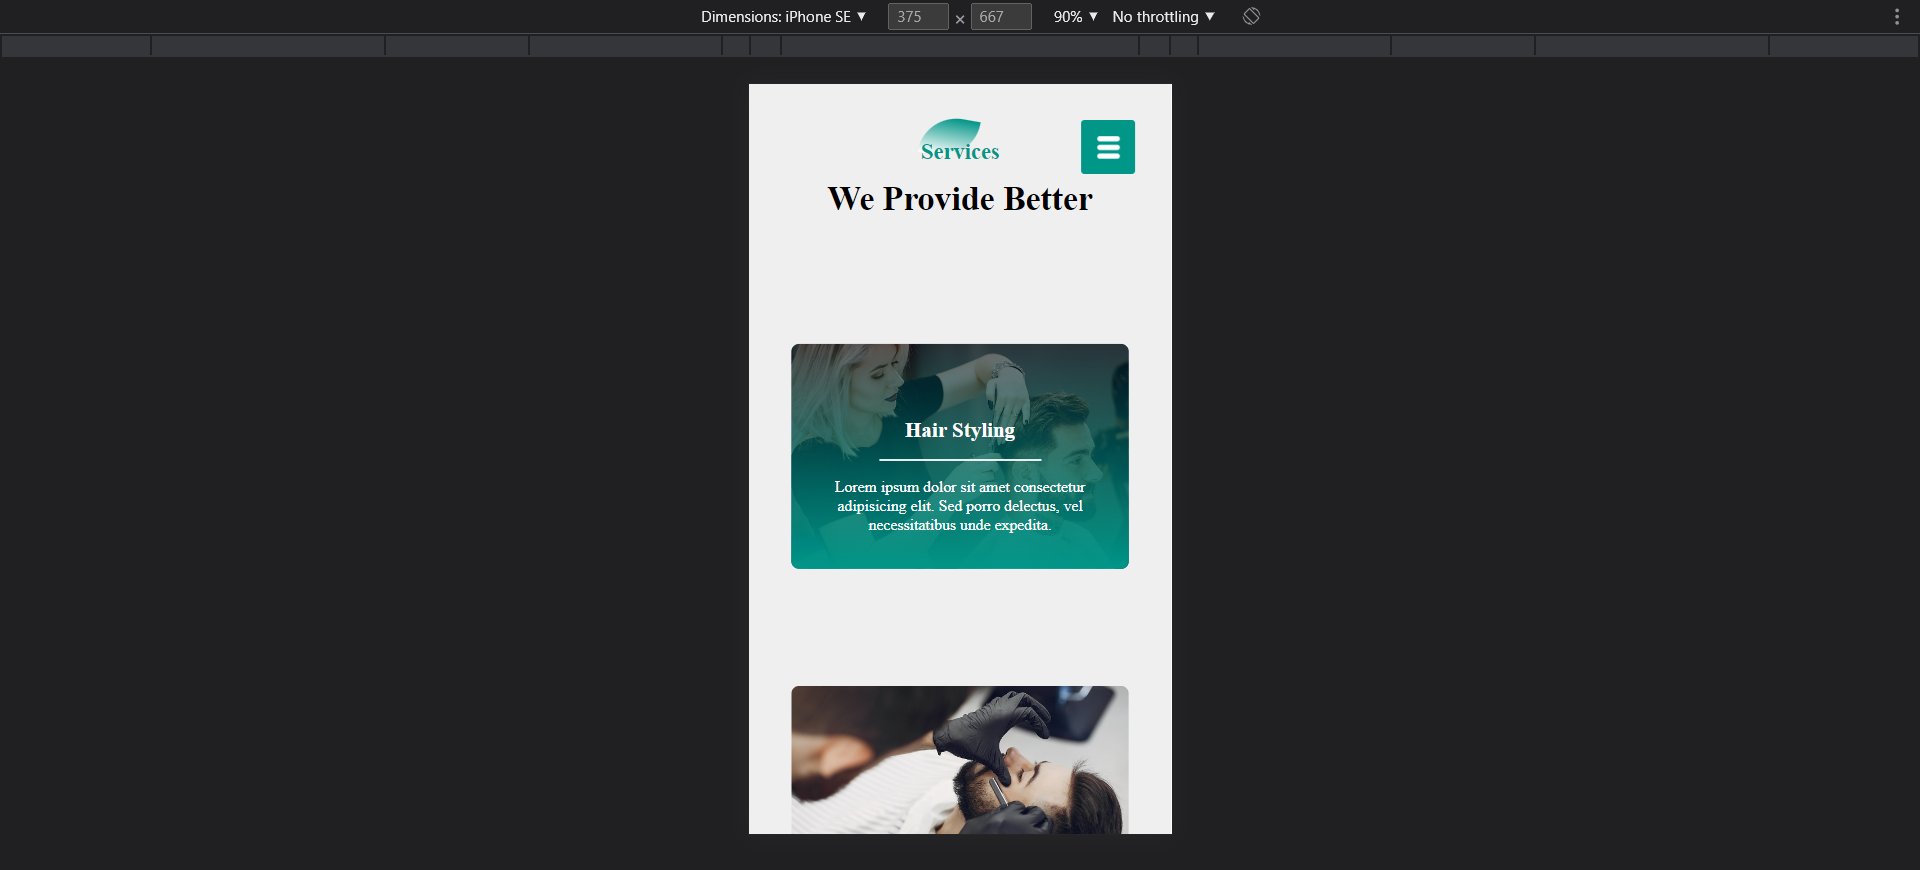 Dimensions: iPhone SE ▼ 375 × 667 90% ▼ No throttling ▼
Services
We Provide Better
Hair Styling
Lorem ipsum dolor sit amet consectetur
adipisicing elit. Sed porro delectus, vel
necessitatibus unde expedita.